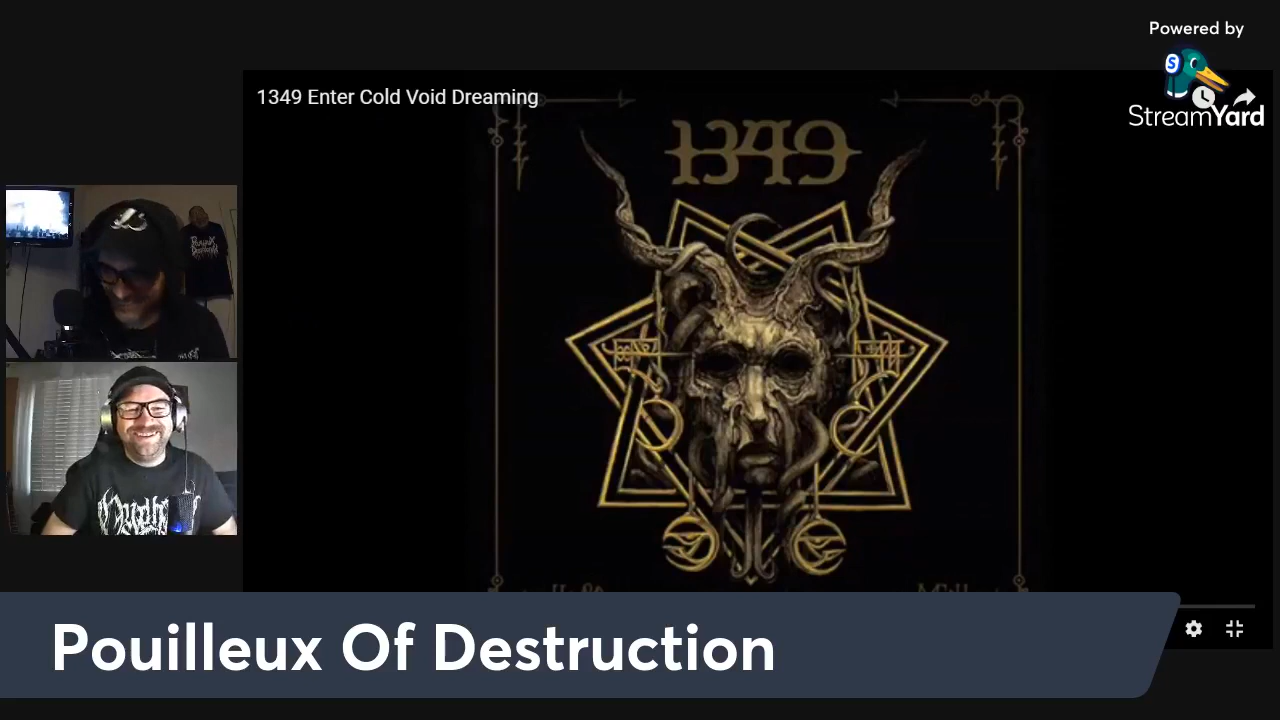 Powered by
StreamYard
1349 Enter Cold Void Dreaming
1349
Pouilleux Of Destruction